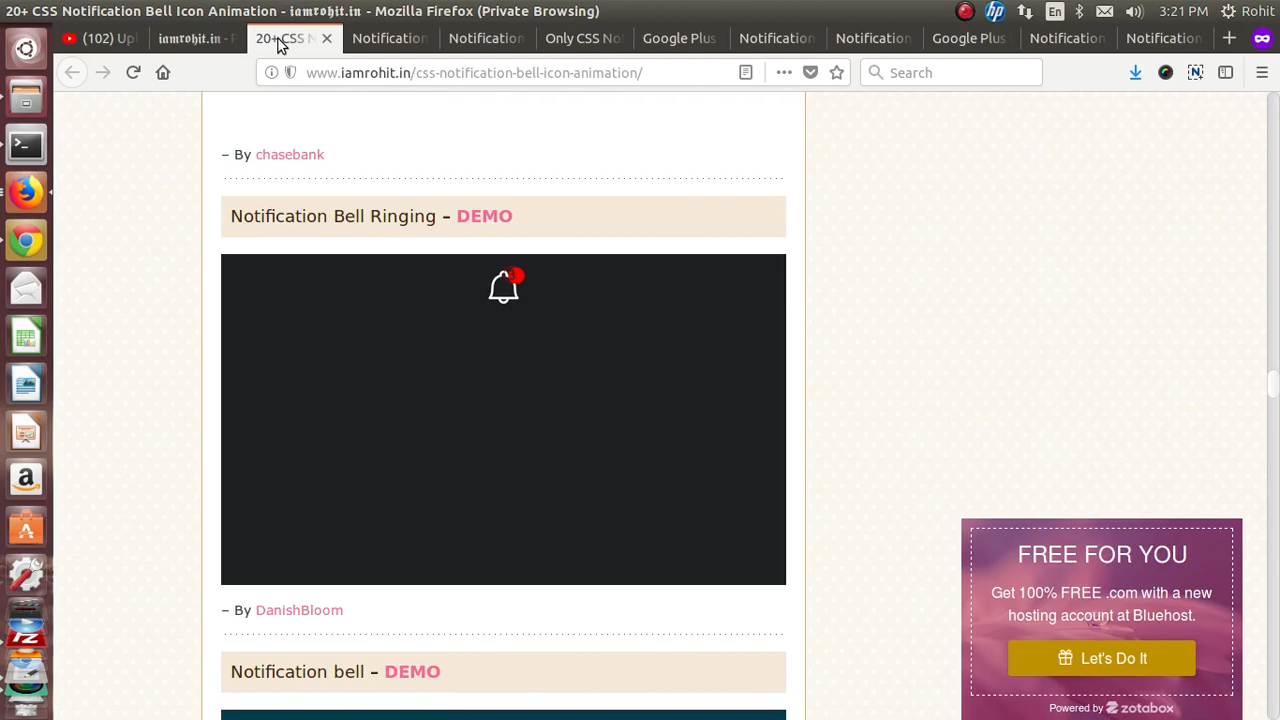 20+ CSS Notification Bell Icon Animation - iamrohit.in - Mozilla Firefox (Private Browsing)
En
3:21 PM
Rohit
(102) Upl
iamrohit.in - P
20+ CSS N
Notification
Notification
Only CSS No
Google Plus
Notification
Notification
Google Plus
Notification
Notification
www.iamrohit.in/css-notification-bell-icon-animation/
Search
– By chasebank
Notification Bell Ringing – DEMO
– By DanishBloom
Notification bell – DEMO
FREE FOR YOU
Get 100% FREE .com with a new
hosting account at Bluehost.
Let's Do It
Powered by zotabox